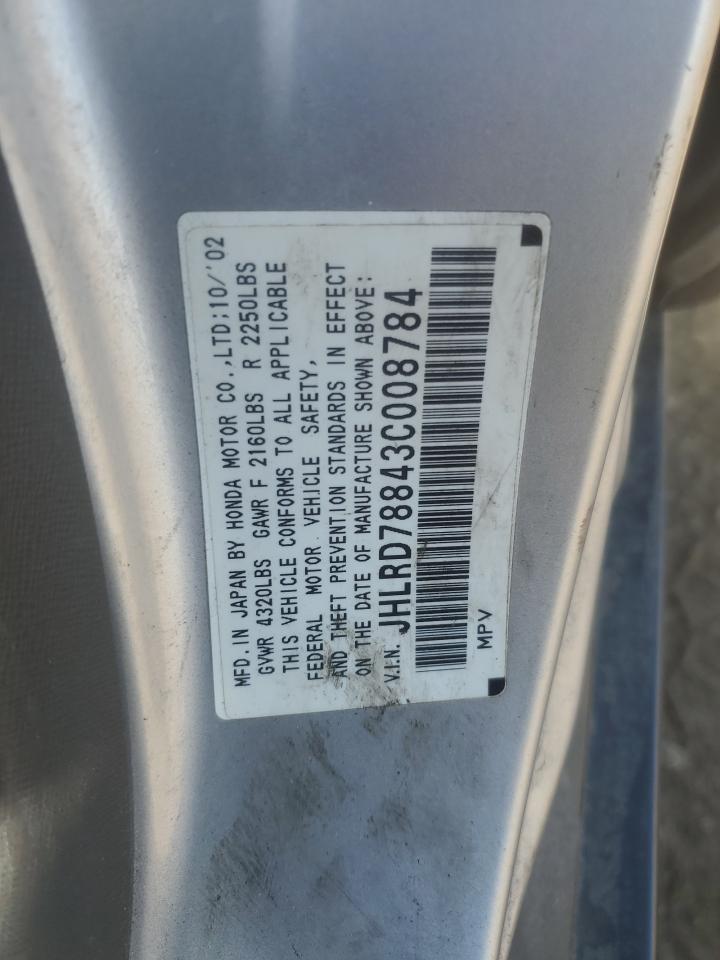 MFD.IN JAPAN BY HONDA MOTOR CO.,LTD;10/'02
GVWR 4320LBS GAWR F 2160LBS R 2250LBS
THIS VEHICLE CONFORMS TO ALL APPLICABLE
FEDERAL MOTOR VEHICLE SAFETY,
AND THEFT PREVENTION STANDARDS IN EFFECT
ON THE DATE OF MANUFACTURE SHOWN ABOVE:
V.I.N. JHLRD78843C008784
MPV